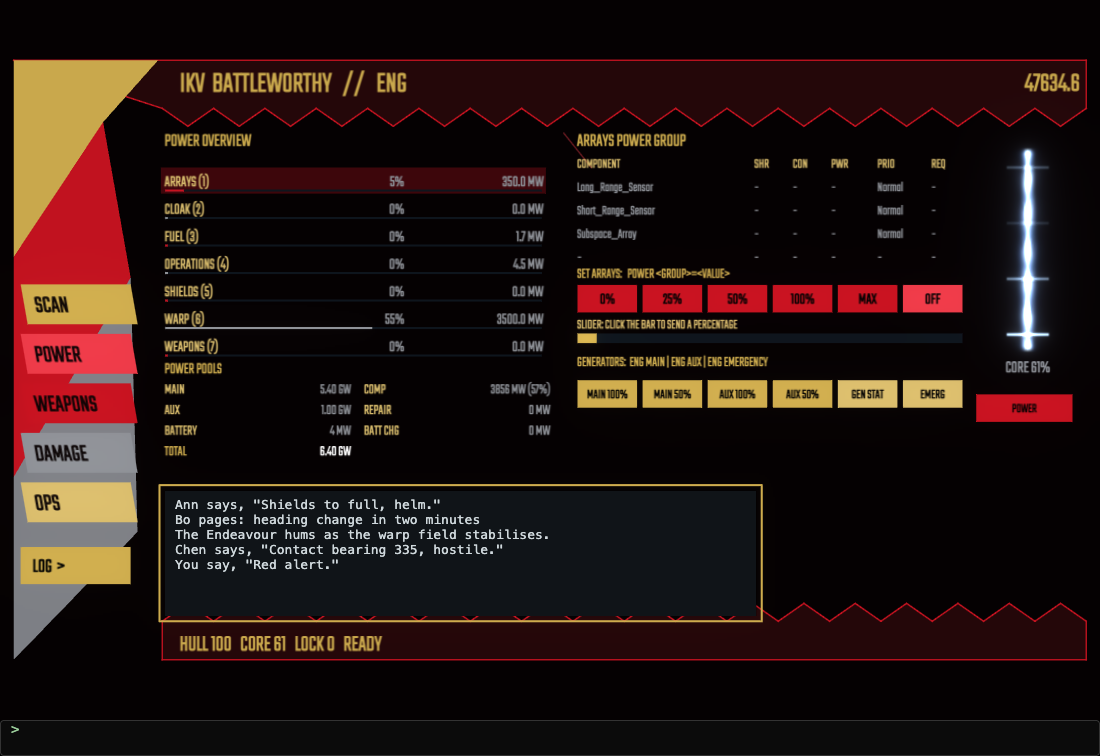 IKV BATTLEWORTHY // ENG
47634.6
POWER OVERVIEW
ARRAYS (1) 5% 350.0 MW
CLOAK (2) 0% 0.0 MW
FUEL (3) 0% 1.7 MW
OPERATIONS (4) 0% 4.5 MW
SHIELDS (5) 0% 0.0 MW
WARP (6) 55% 3500.0 MW
WEAPONS (7) 0% 0.0 MW
POWER POOLS
MAIN 5.40 GW COMP 3856 MW (57%)
AUX 1.00 GW REPAIR 0 MW
BATTERY 4 MW BATT CHG 0 MW
TOTAL 6.40 GW
ARRAYS POWER GROUP
COMPONENT SHR CON PWR PRIO REQ
Long_Range_Sensor - - - Normal -
Short_Range_Sensor - - - Normal -
Subspace_Array - - - Normal -
- - - - -
SET ARRAYS: POWER <GROUP>=<VALUE>
0% 25% 50% 100% MAX OFF
SLIDER: CLICK THE BAR TO SEND A PERCENTAGE
GENERATORS: ENG MAIN | ENG AUX | ENG EMERGENCY
MAIN 100% MAIN 50% AUX 100% AUX 50% GEN STAT EMERG
CORE 61%
POWER
SCAN
POWER
WEAPONS
DAMAGE
OPS
LOG >
Ann says, "Shields to full, helm."
Bo pages: heading change in two minutes
The Endeavour hums as the warp field stabilises.
Chen says, "Contact bearing 335, hostile."
You say, "Red alert."
HULL 100 CORE 61 LOCK 0 READY
>